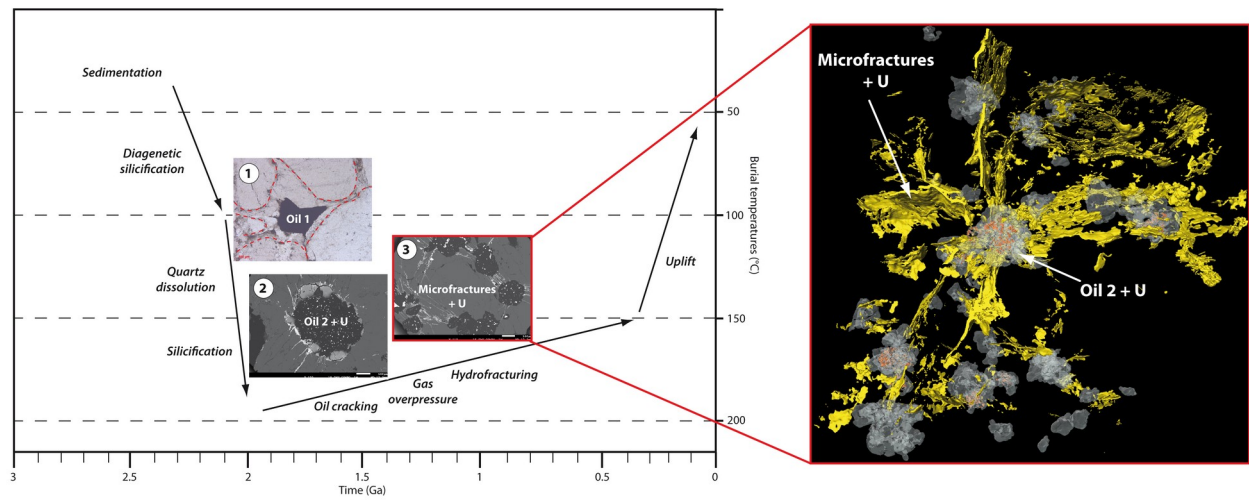 Sedimentation
Diagenetic
silicification
1
Oil 1
Quartz
dissolution
2
Oil 2 + U
3
Microfractures
+ U
Silicification
Oil cracking
Gas
overpressure
Hydrofracturing
Uplift
50
100
150
200
Burial temperatures (°C)
3
2.5
2
1.5
1
0.5
0
Time (Ga)
Microfractures
+ U
Oil 2 + U